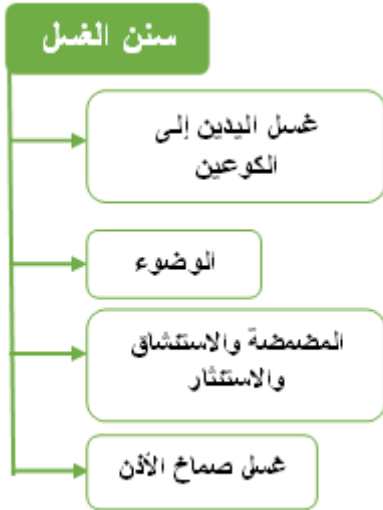 سنن الغسل
غسل اليدين إلى
الكوعين
الوضوء
المضمضة والاستنشاق
والاستنثار
غسل صماخ الأذن